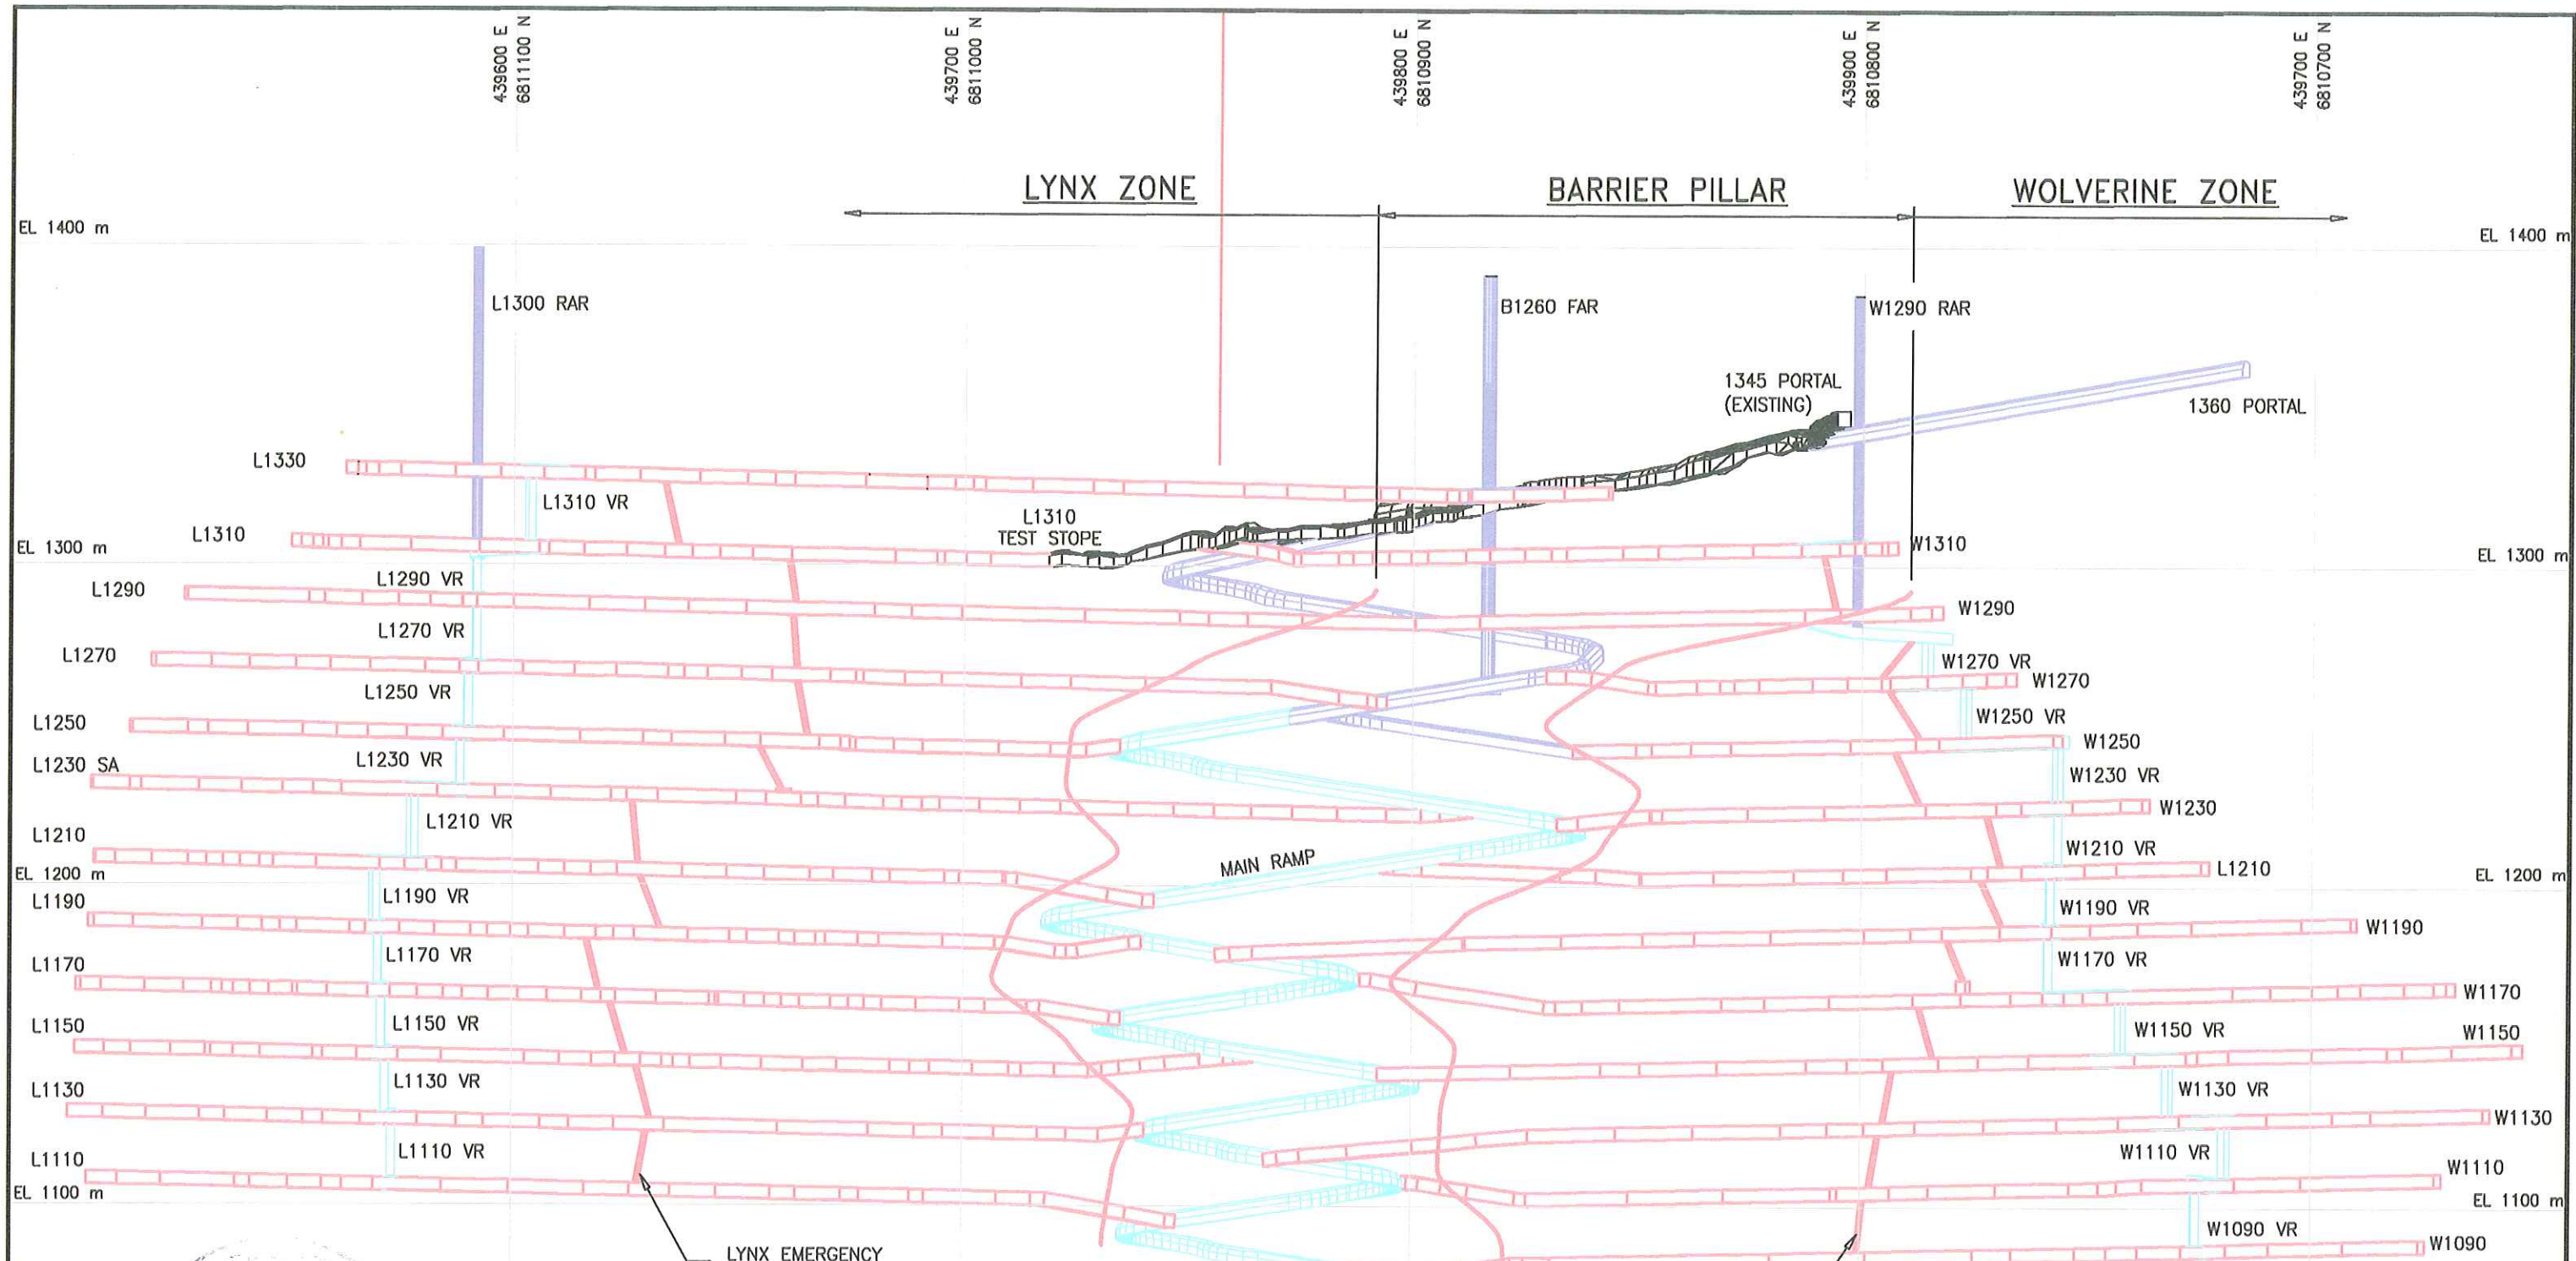 439600 E
6811100 N
439700 E
6811000 N
439800 E
6810900 N
439900 E
6810800 N
439700 E
6810700 N
LYNX ZONE
BARRIER PILLAR
WOLVERINE ZONE
EL 1400 m
EL 1400 m
L1300 RAR
B1260 FAR
W1290 RAR
1345 PORTAL
(EXISTING)
1360 PORTAL
L1330
L1310 VR
L1310
TEST STOPE
L1310
W1310
EL 1300 m
EL 1300 m
L1290 VR
L1290
W1290
L1270 VR
L1270
W1270 VR
W1270
L1250 VR
W1250 VR
L1250
W1250
L1230 VR
L1230 SA
W1230 VR
W1230
L1210 VR
L1210
W1210 VR
MAIN RAMP
L1210
EL 1200 m
EL 1200 m
L1190 VR
L1190
W1190 VR
W1190
L1170 VR
L1170
W1170 VR
W1170
L1150 VR
L1150
W1150 VR
W1150
L1130 VR
L1130
W1130 VR
W1130
L1110 VR
L1110
W1110 VR
W1110
EL 1100 m
EL 1100 m
W1090 VR
W1090
LYNX EMERGENCY